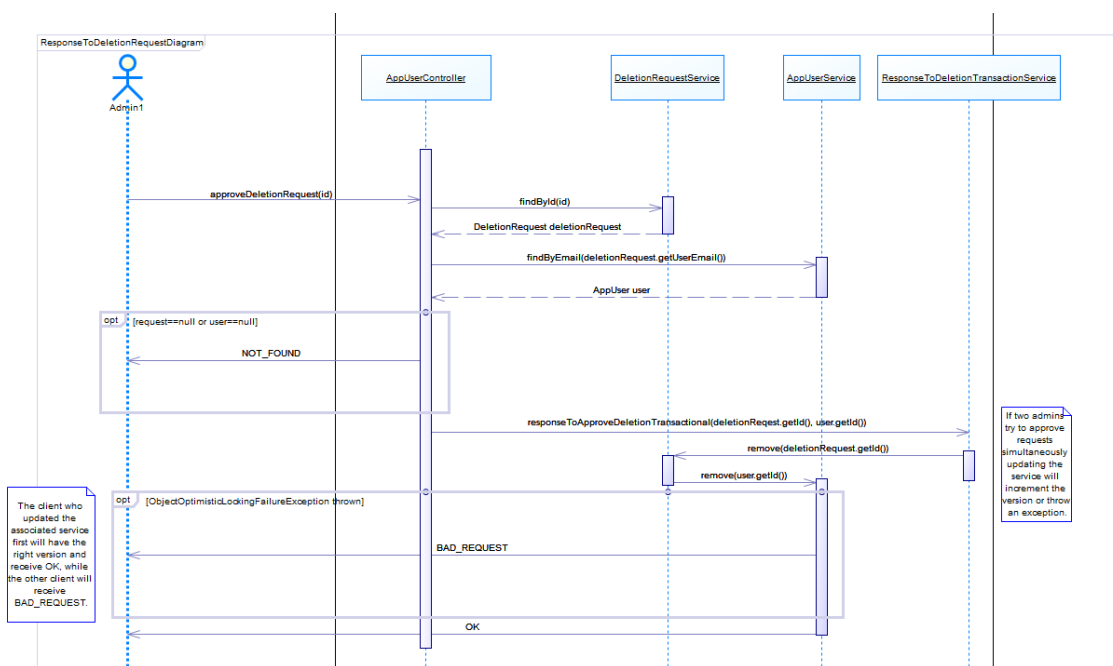 ResponseToDeletionRequestDiagram
Admin1
AppUserController
DeletionRequestService
AppUserService
ResponseToDeletionTransactionService
approveDeletionRequest(id)
findById(id)
DeletionRequest deletionRequest
findByEmail(deletionRequest.getUserEmail())
AppUser user
opt
[request==null or user==null]
NOT_FOUND
responseToApproveDeletionTransactional(deletionReqest.getId(), user.getId())
remove(deletionRequest.getId())
remove(user.getId())
If two admins
try to approve
requests
simultaneously
updating the
service will
increment the
version or throw
an exception.
opt
[ObjectOptimisticLockingFailureException thrown]
The client who
updated the
associated service
first will have the
right version and
receive OK, while
the other client will
receive
BAD_REQUEST.
BAD_REQUEST
OK